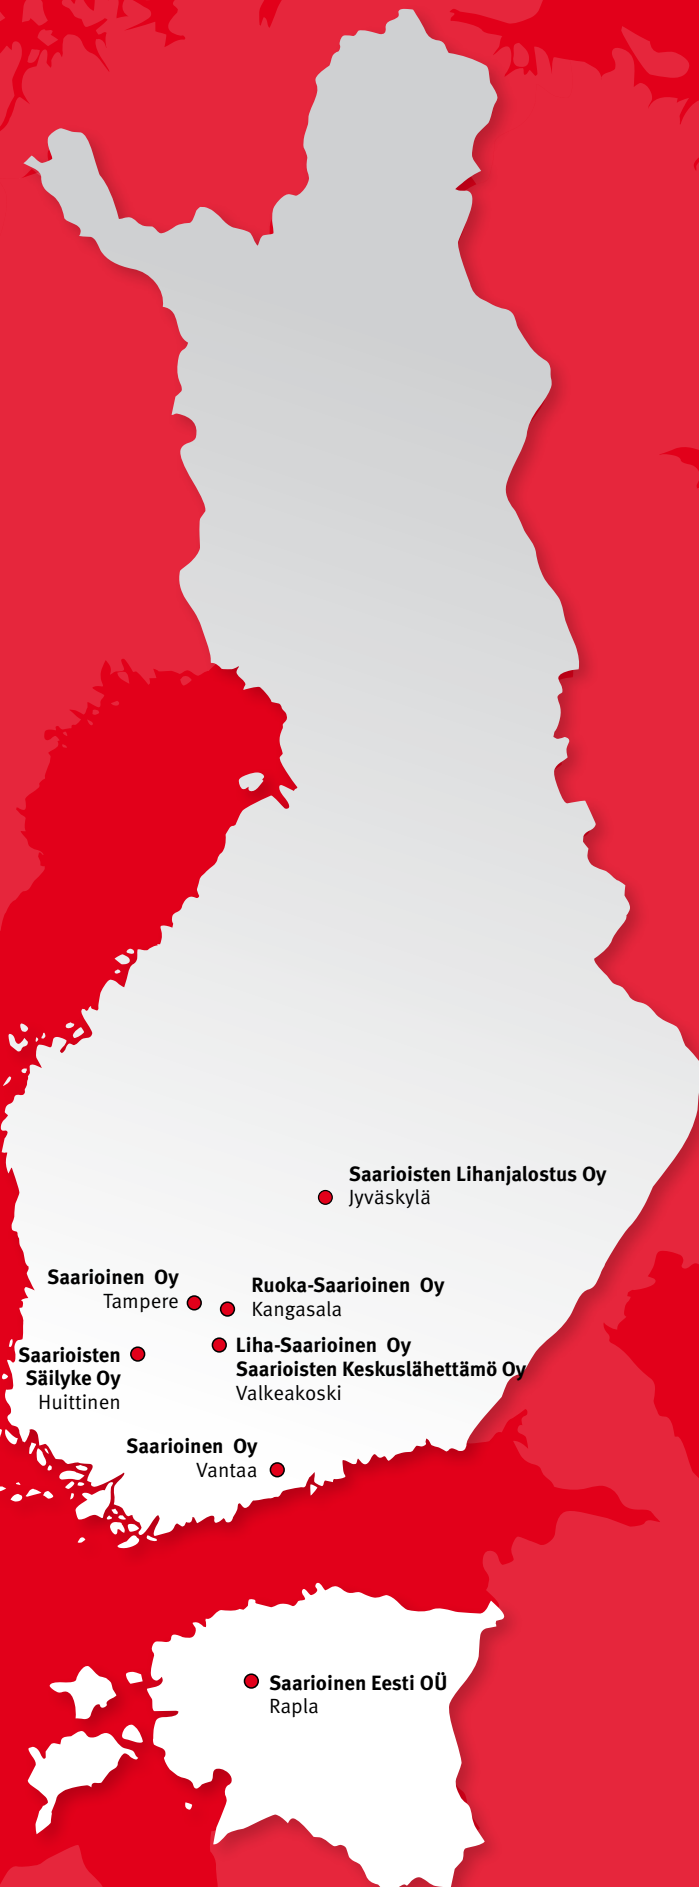 Saarioisten Lihanjalostus Oy
Jyväskylä
Saarioinen Oy
Tampere
Ruoka-Saarioinen Oy
Kangasala
Liha-Saarioinen Oy
Saarioisten Keskuslähettämö Oy
Valkeakoski
Saarioisten
Säilyke Oy
Huittinen
Saarioinen Oy
Vantaa
Saarioinen Eesti OÜ
Rapla